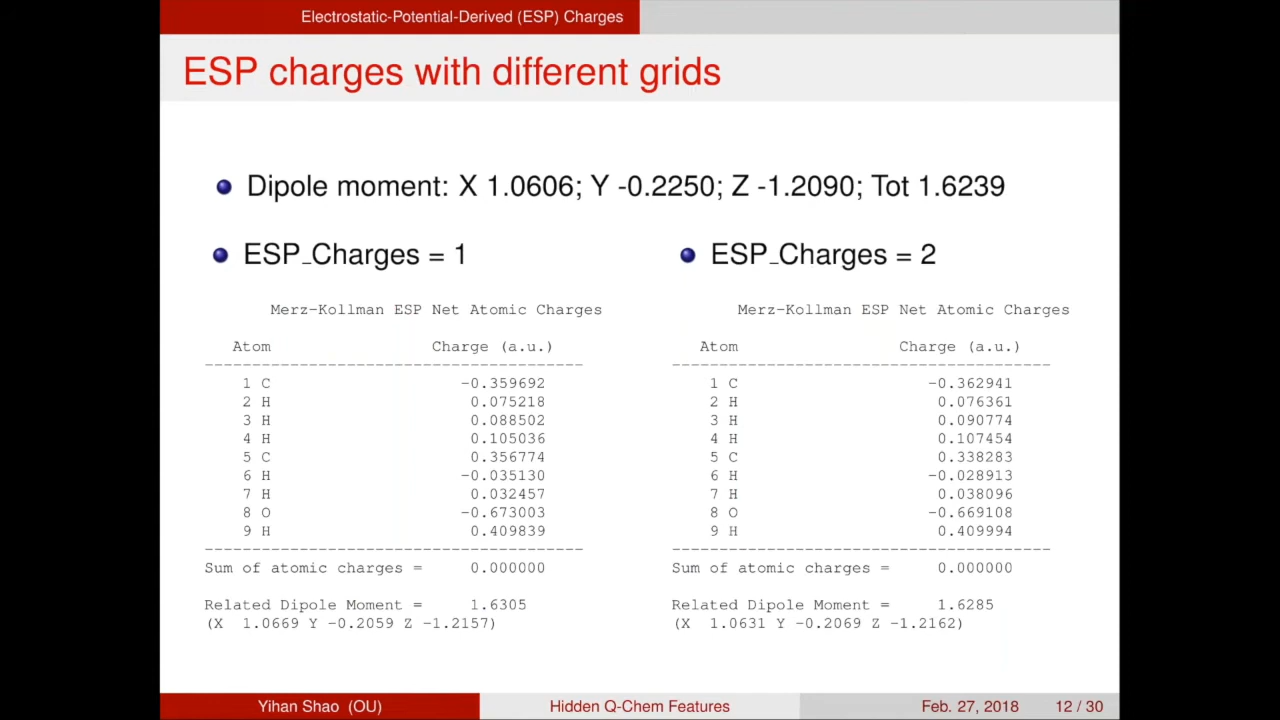 Electrostatic-Potential-Derived (ESP) Charges
ESP charges with different grids
Dipole moment: X 1.0606; Y -0.2250; Z -1.2090; Tot 1.6239
ESP_Charges = 1
Merz-Kollman ESP Net Atomic Charges
Atom Charge (a.u.)
----------------------------------------
1 C -0.359692
2 H 0.075218
3 H 0.088502
4 H 0.105036
5 C 0.356774
6 H -0.035130
7 H 0.032457
8 O -0.673003
9 H 0.409839
----------------------------------------
Sum of atomic charges = 0.000000
Related Dipole Moment = 1.6305
(X 1.0669 Y -0.2059 Z -1.2157)
ESP_Charges = 2
Merz-Kollman ESP Net Atomic Charges
Atom Charge (a.u.)
----------------------------------------
1 C -0.362941
2 H 0.076361
3 H 0.090774
4 H 0.107454
5 C 0.338283
6 H -0.028913
7 H 0.038096
8 O -0.669108
9 H 0.409994
----------------------------------------
Sum of atomic charges = 0.000000
Related Dipole Moment = 1.6285
(X 1.0631 Y -0.2069 Z -1.2162)
Yihan Shao (OU) Hidden Q-Chem Features Feb. 27, 2018 12 / 30